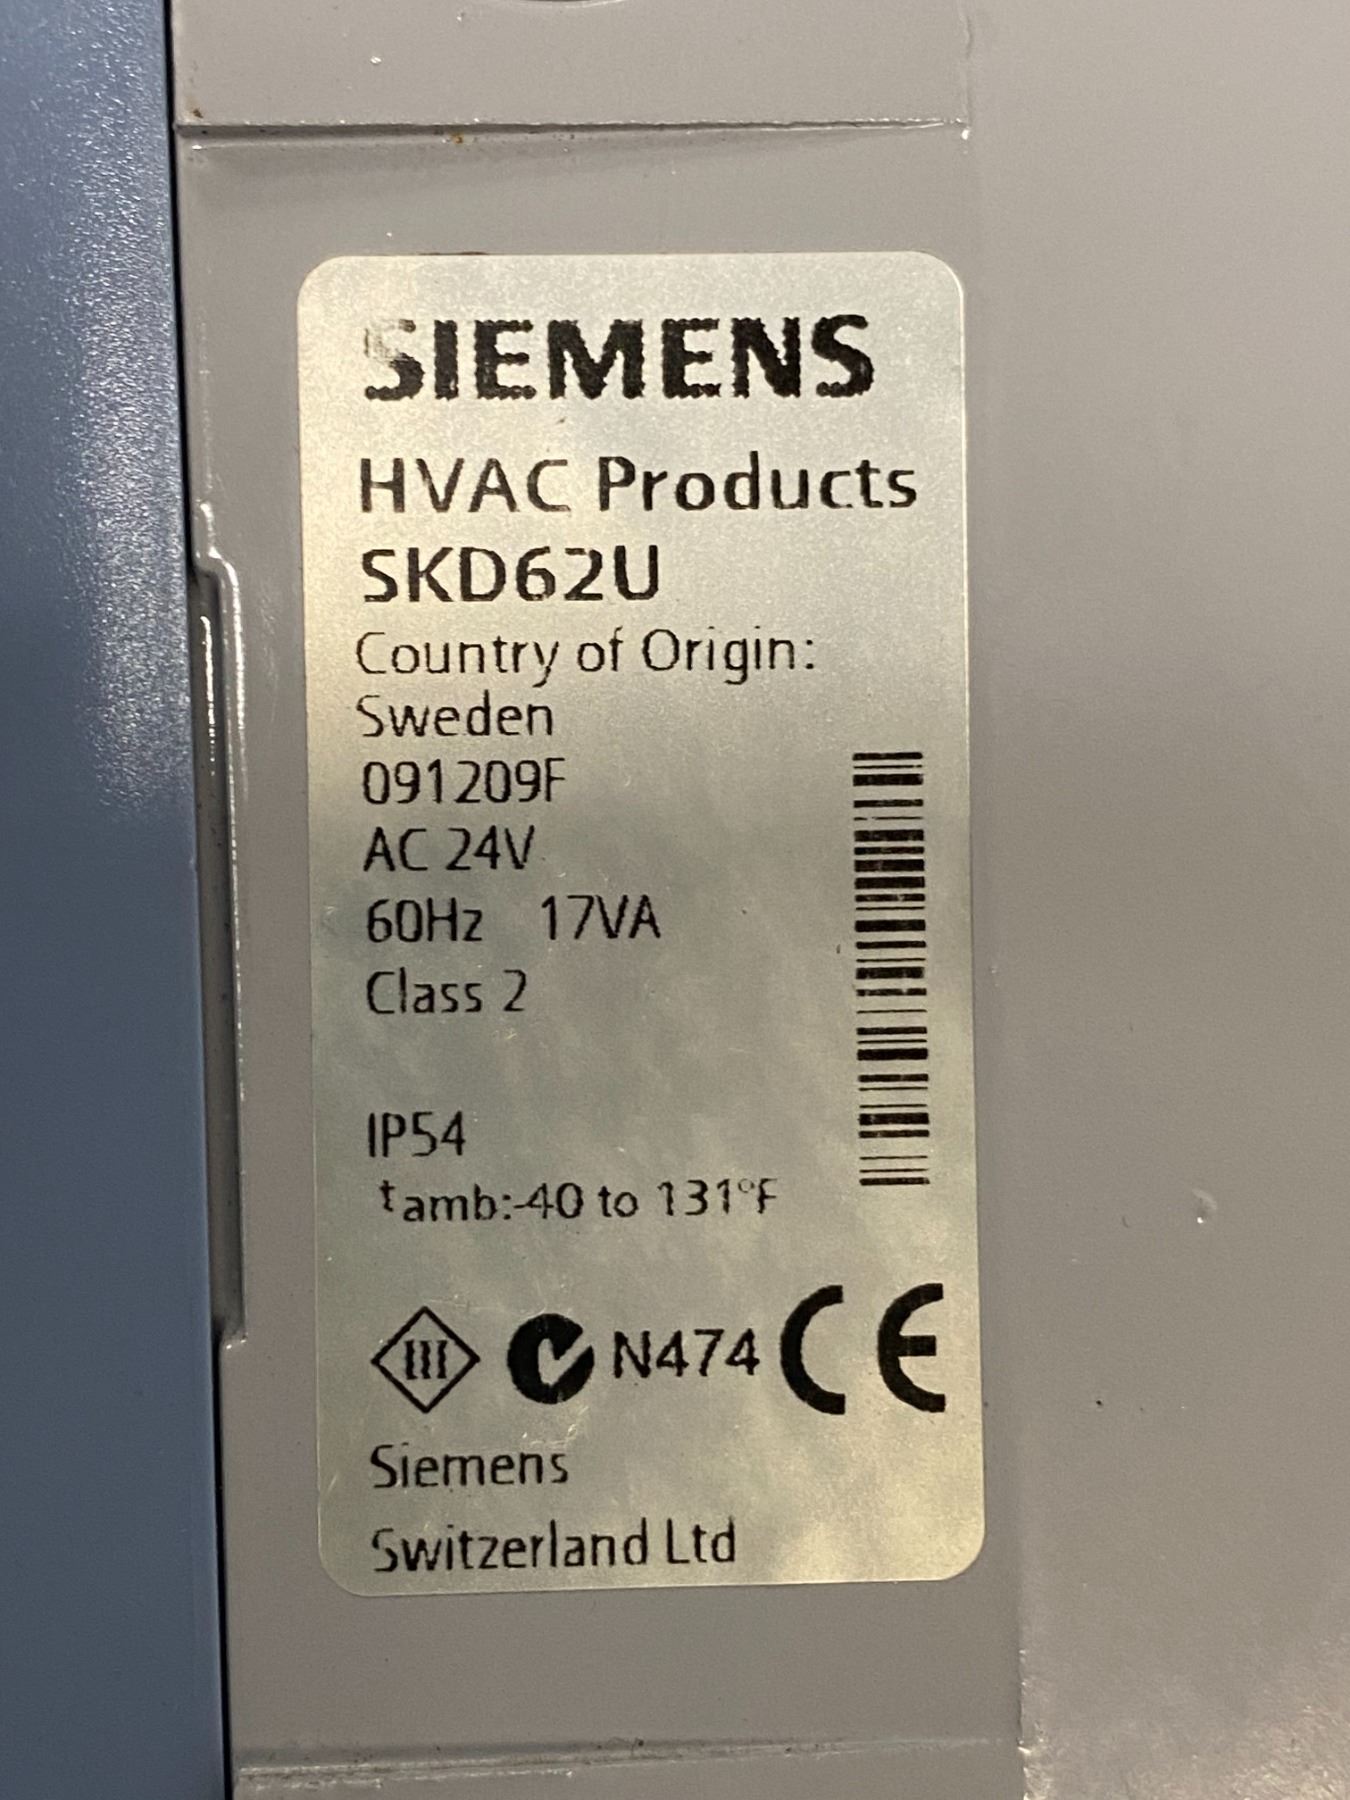 SIEMENS
HVAC Products
SKD62U
Country of Origin:
Sweden
091209F
AC 24V
60Hz 17VA
Class 2
IP54
tamb:-40 to 131°F
III N474 CE
Siemens
Switzerland Ltd